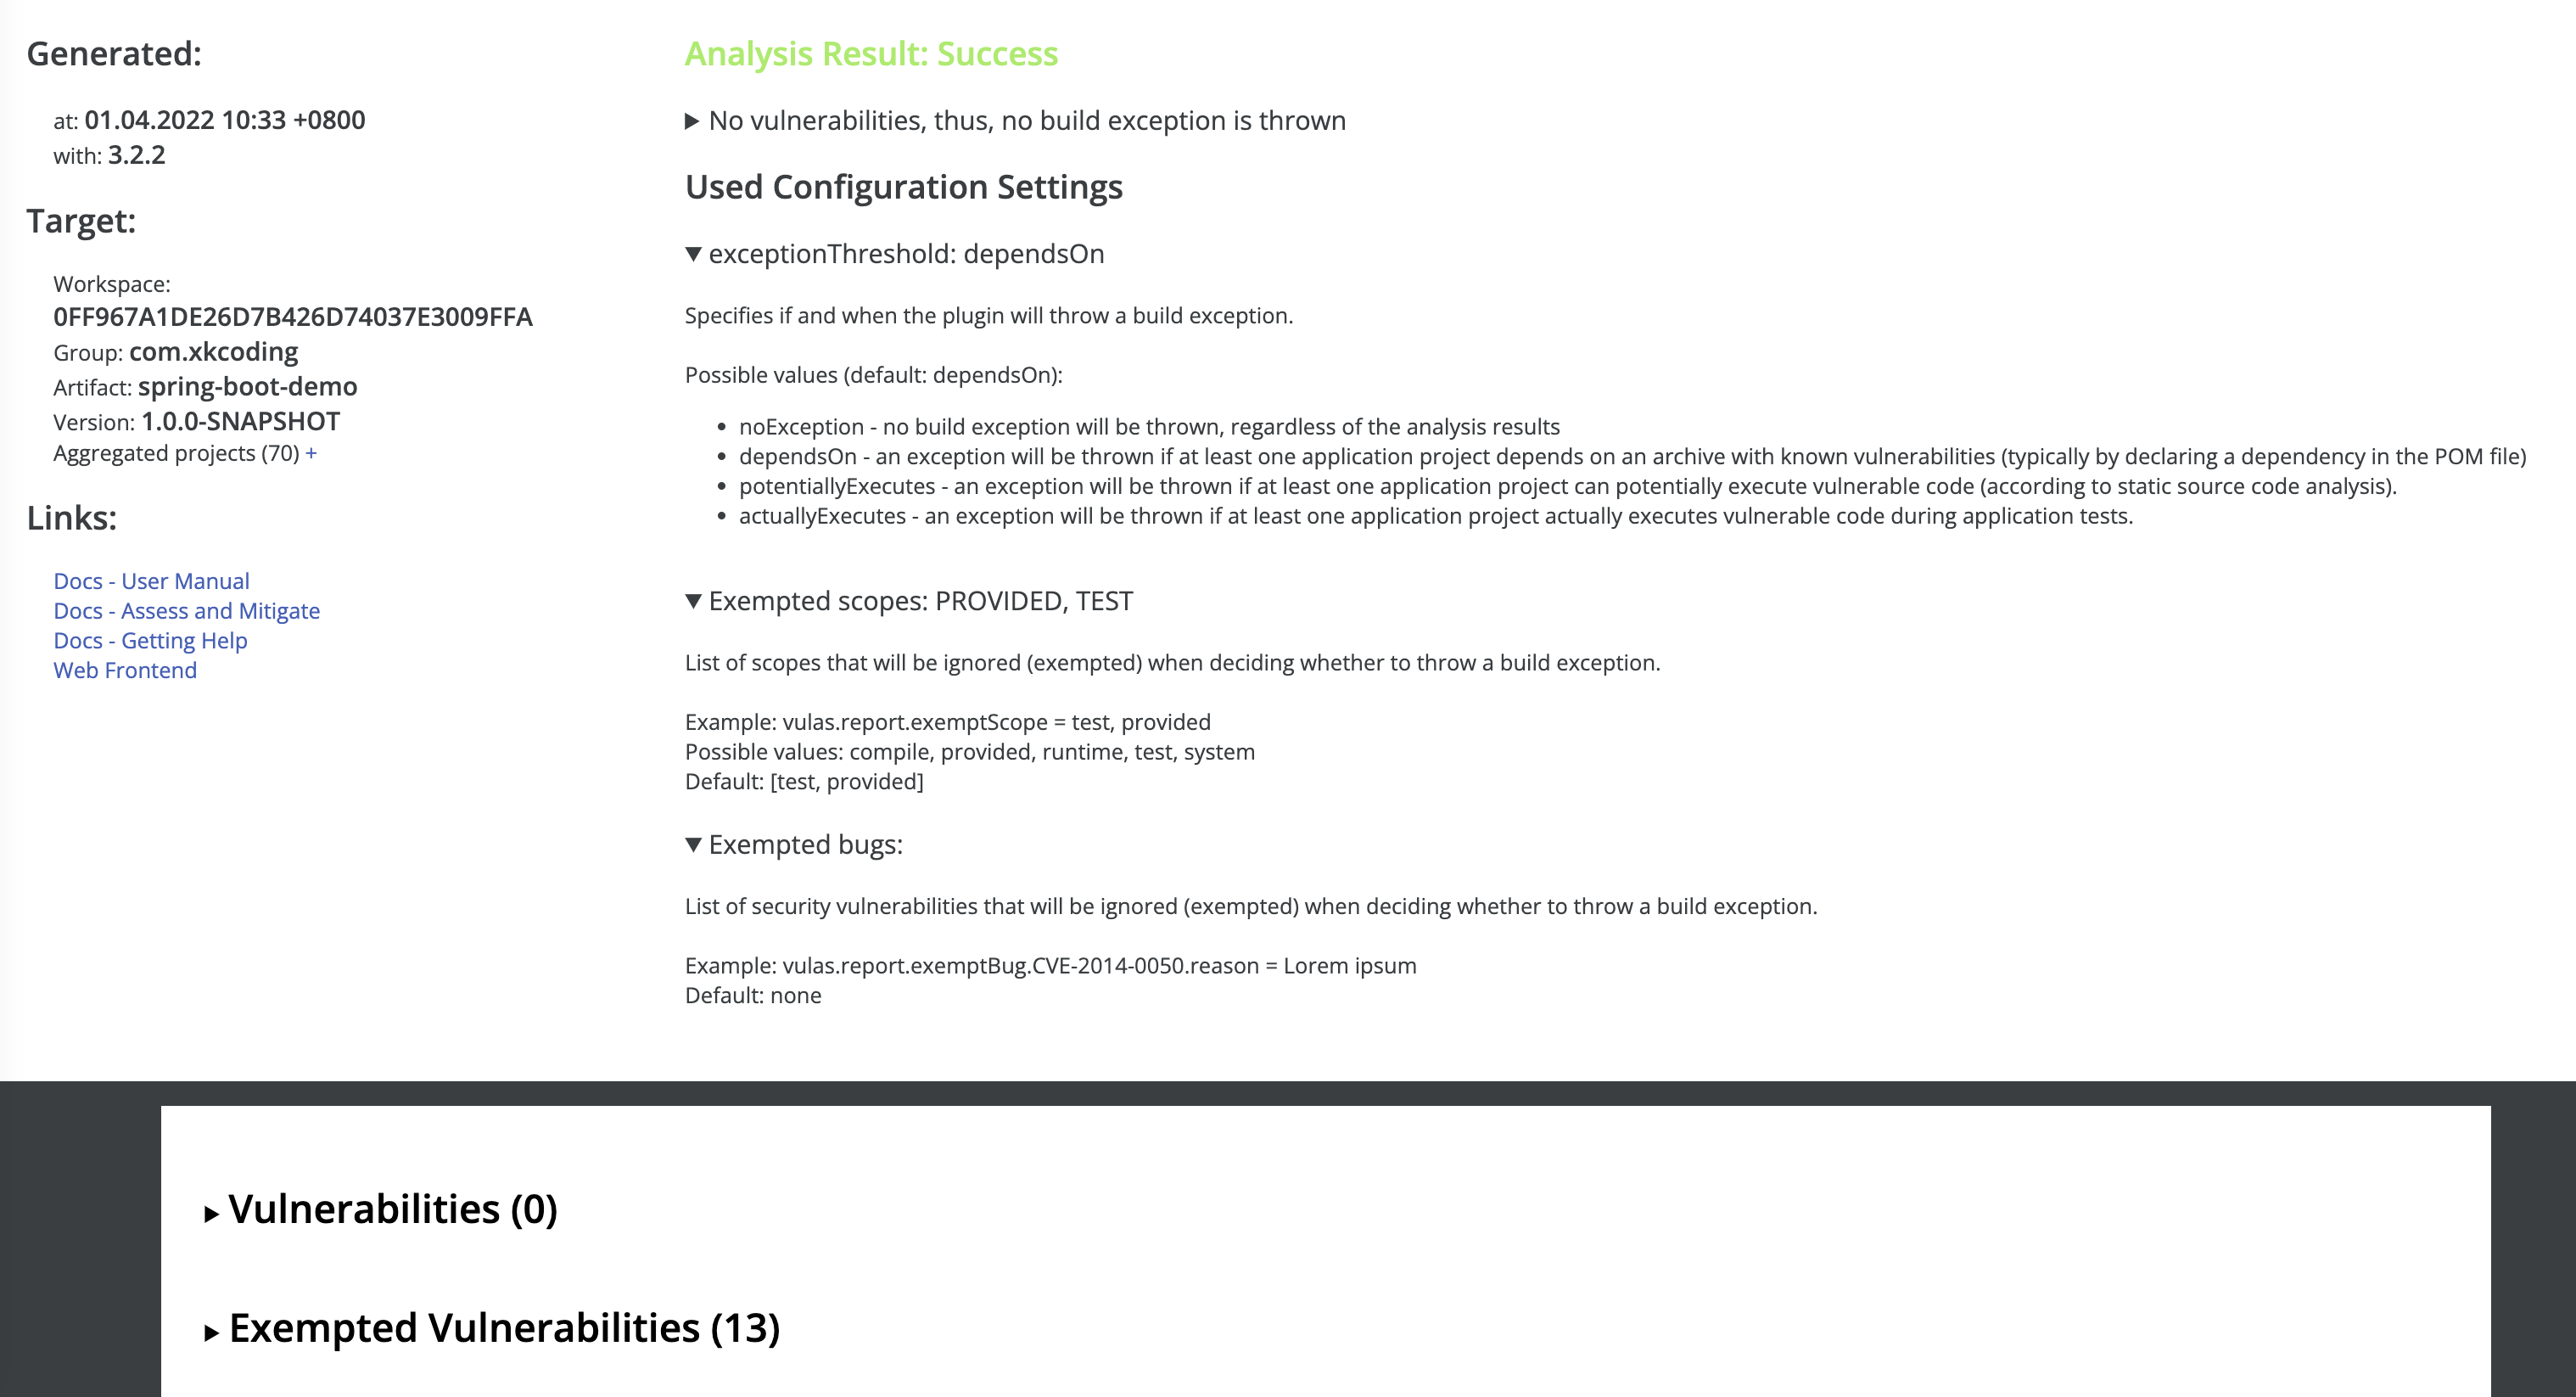 Generated:
at: 01.04.2022 10:33 +0800
with: 3.2.2
Target:
Workspace:
0FF967A1DE26D7B426D74037E3009FFA
Group: com.xkcoding
Artifact: spring-boot-demo
Version: 1.0.0-SNAPSHOT
Aggregated projects (70) +
Links:
Docs - User Manual
Docs - Assess and Mitigate
Docs - Getting Help
Web Frontend
Analysis Result: Success
No vulnerabilities, thus, no build exception is thrown
Used Configuration Settings
exceptionThreshold: dependsOn
Specifies if and when the plugin will throw a build exception.
Possible values (default: dependsOn):
• noException - no build exception will be thrown, regardless of the analysis results
• dependsOn - an exception will be thrown if at least one application project depends on an archive with known vulnerabilities (typically by declaring a dependency in the POM file)
• potentiallyExecutes - an exception will be thrown if at least one application project can potentially execute vulnerable code (according to static source code analysis).
• actuallyExecutes - an exception will be thrown if at least one application project actually executes vulnerable code during application tests.
Exempted scopes: PROVIDED, TEST
List of scopes that will be ignored (exempted) when deciding whether to throw a build exception.
Example: vulas.report.exemptScope = test, provided
Possible values: compile, provided, runtime, test, system
Default: [test, provided]
Exempted bugs:
List of security vulnerabilities that will be ignored (exempted) when deciding whether to throw a build exception.
Example: vulas.report.exemptBug.CVE-2014-0050.reason = Lorem ipsum
Default: none
Vulnerabilities (0)
Exempted Vulnerabilities (13)